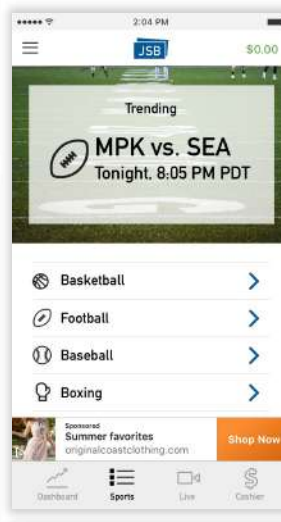 2:04 PM
JSB
$0.00
Trending
MPK vs. SEA
Tonight, 8:05 PM PDT
Basketball
Football
Baseball
Boxing
Sponsored
Summer favorites
originalcoastclothing.com
Shop Now
Dashboard
Sports
Live
Cashier